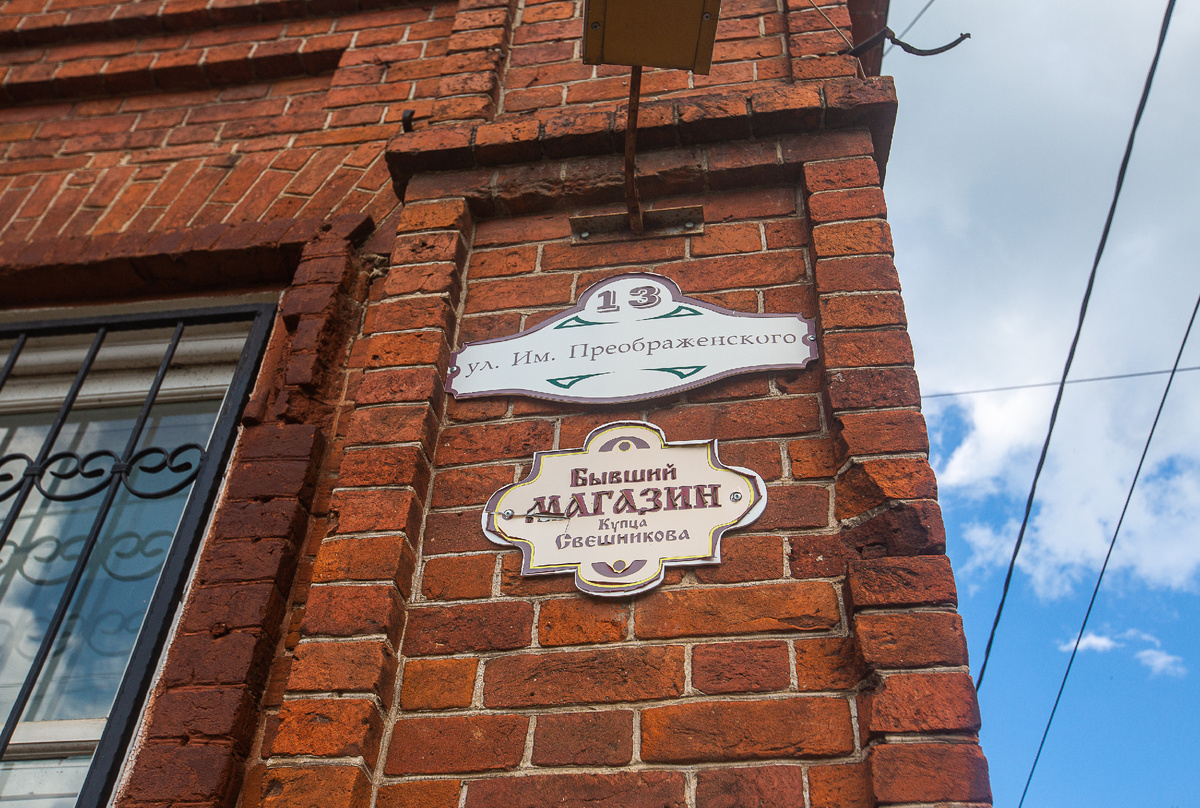 13
ул. Им. Преображенского
Бывший
магазин
Купца
Свешникова